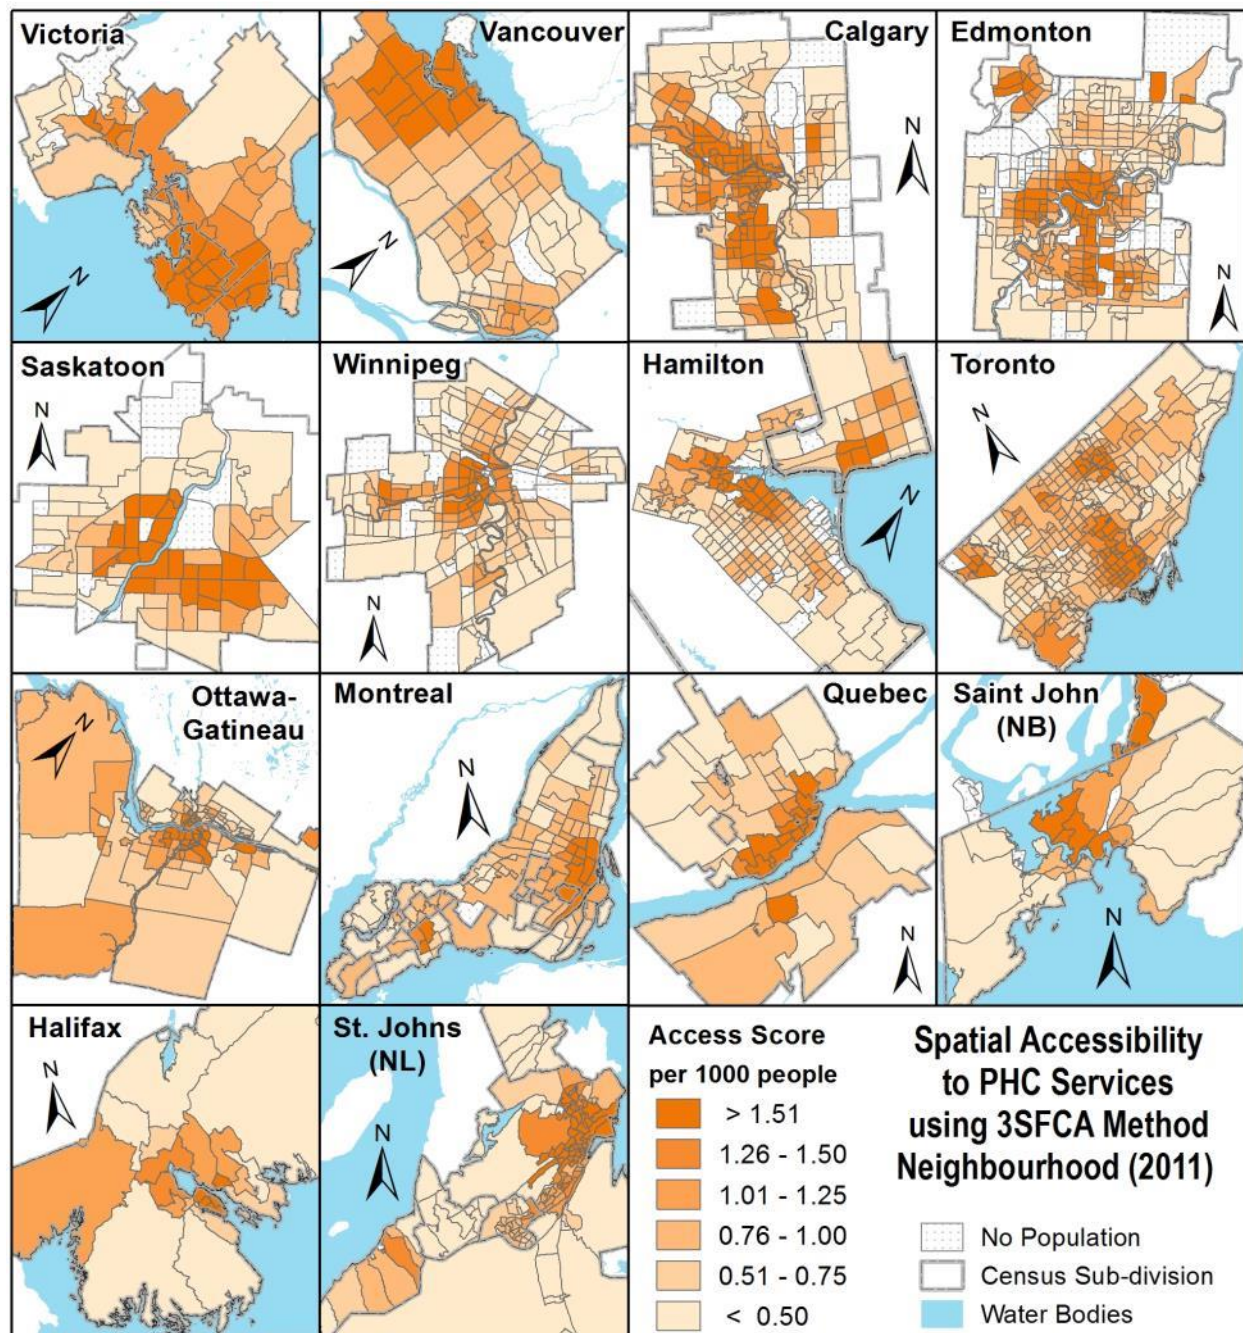 Victoria
N
Vancouver
N
Calgary
N
Edmonton
N
Saskatoon
N
Winnipeg
N
Hamilton
N
Toronto
N
Ottawa-
Gatineau
N
Montreal
N
Quebec
N
Saint John
(NB)
N
Halifax
N
St. Johns
(NL)
N
Access Score
per 1000 people
> 1.51
1.26 - 1.50
1.01 - 1.25
0.76 - 1.00
0.51 - 0.75
< 0.50
Spatial Accessibility
to PHC Services
using 3SFCA Method
Neighbourhood (2011)
No Population
Census Sub-division
Water Bodies